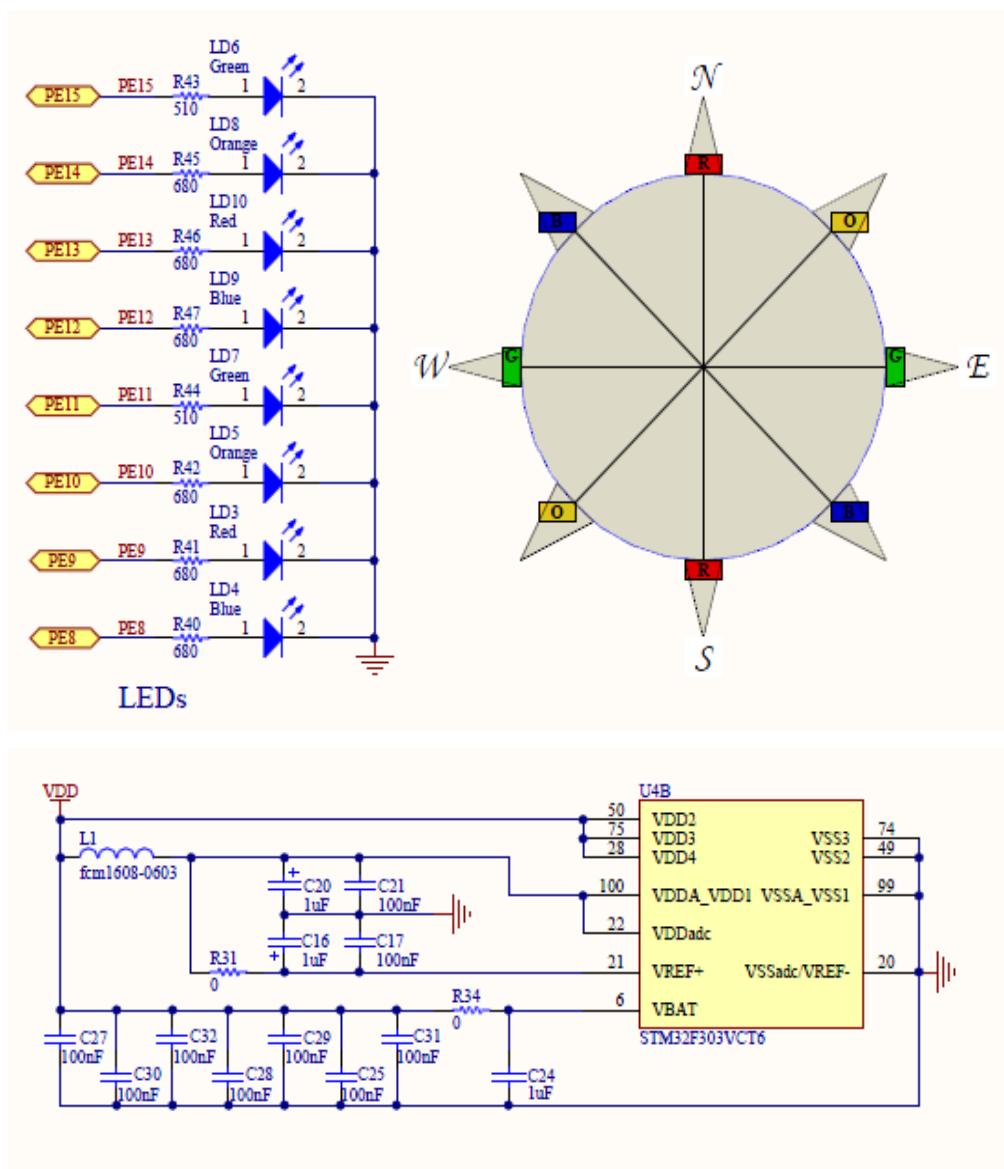 LD6
Green
PE15 PE15 R43 1 2
510
LD8
Orange
PE14 PE14 R45 1 2
680
LD10
Red
PE13 PE13 R46 1 2
680
LD9
Blue
PE12 PE12 R47 1 2
680
LD7
Green
PE11 PE11 R44 1 2
510
LD5
Orange
PE10 PE10 R42 1 2
680
LD3
Red
PE9 PE9 R41 1 2
680
LD4
Blue
PE8 PE8 R40 1 2
680
LEDs
N
R
B O
W G G E
O B
R
S
VDD
L1
fcm1608-0603
C20
1uF
C21
100nF
C16
1uF
C17
100nF
R31
0
R34
0
C27
100nF
C30
100nF
C32
100nF
C28
100nF
C29
100nF
C25
100nF
C31
100nF
C24
1uF
U4B
50 VDD2
75 VDD3 VSS3 74
28 VDD4 VSS2 49
100 VDDA_VDD1 VSSA_VSS1 99
22 VDDadc
21 VREF+ VSSadc/VREF- 20
6 VBAT
STM32F303VCT6